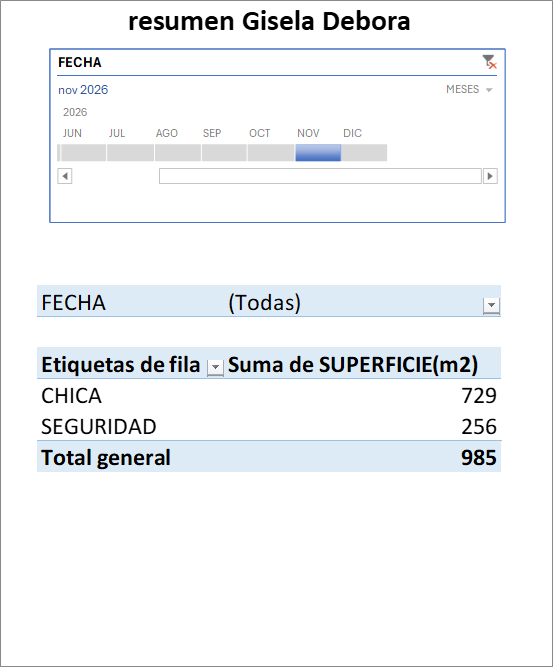 resumen Gisela Debora
FECHA
nov 2026 MESES
2026
JUN JUL AGO SEP OCT NOV DIC
FECHA (Todas)
Etiquetas de fila Suma de SUPERFICIE(m2)
CHICA 729
SEGURIDAD 256
Total general 985